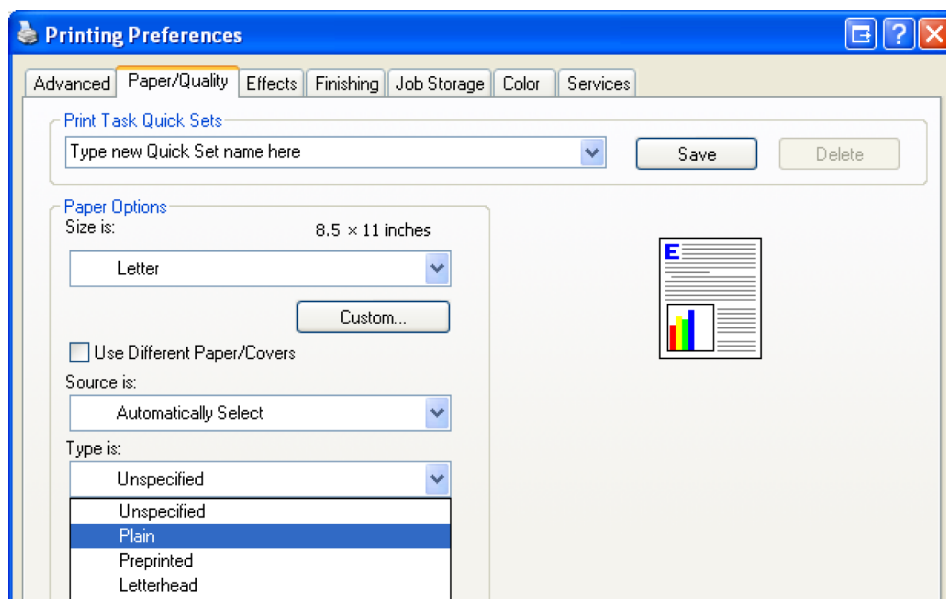 Printing Preferences
Advanced Paper/Quality Effects Finishing Job Storage Color Services
Print Task Quick Sets
Type new Quick Set name here Save Delete
Paper Options
Size is: 8.5 × 11 inches
Letter
Custom...
Use Different Paper/Covers
Source is:
Automatically Select
Type is:
Unspecified
Unspecified
Plain
Preprinted
Letterhead
E